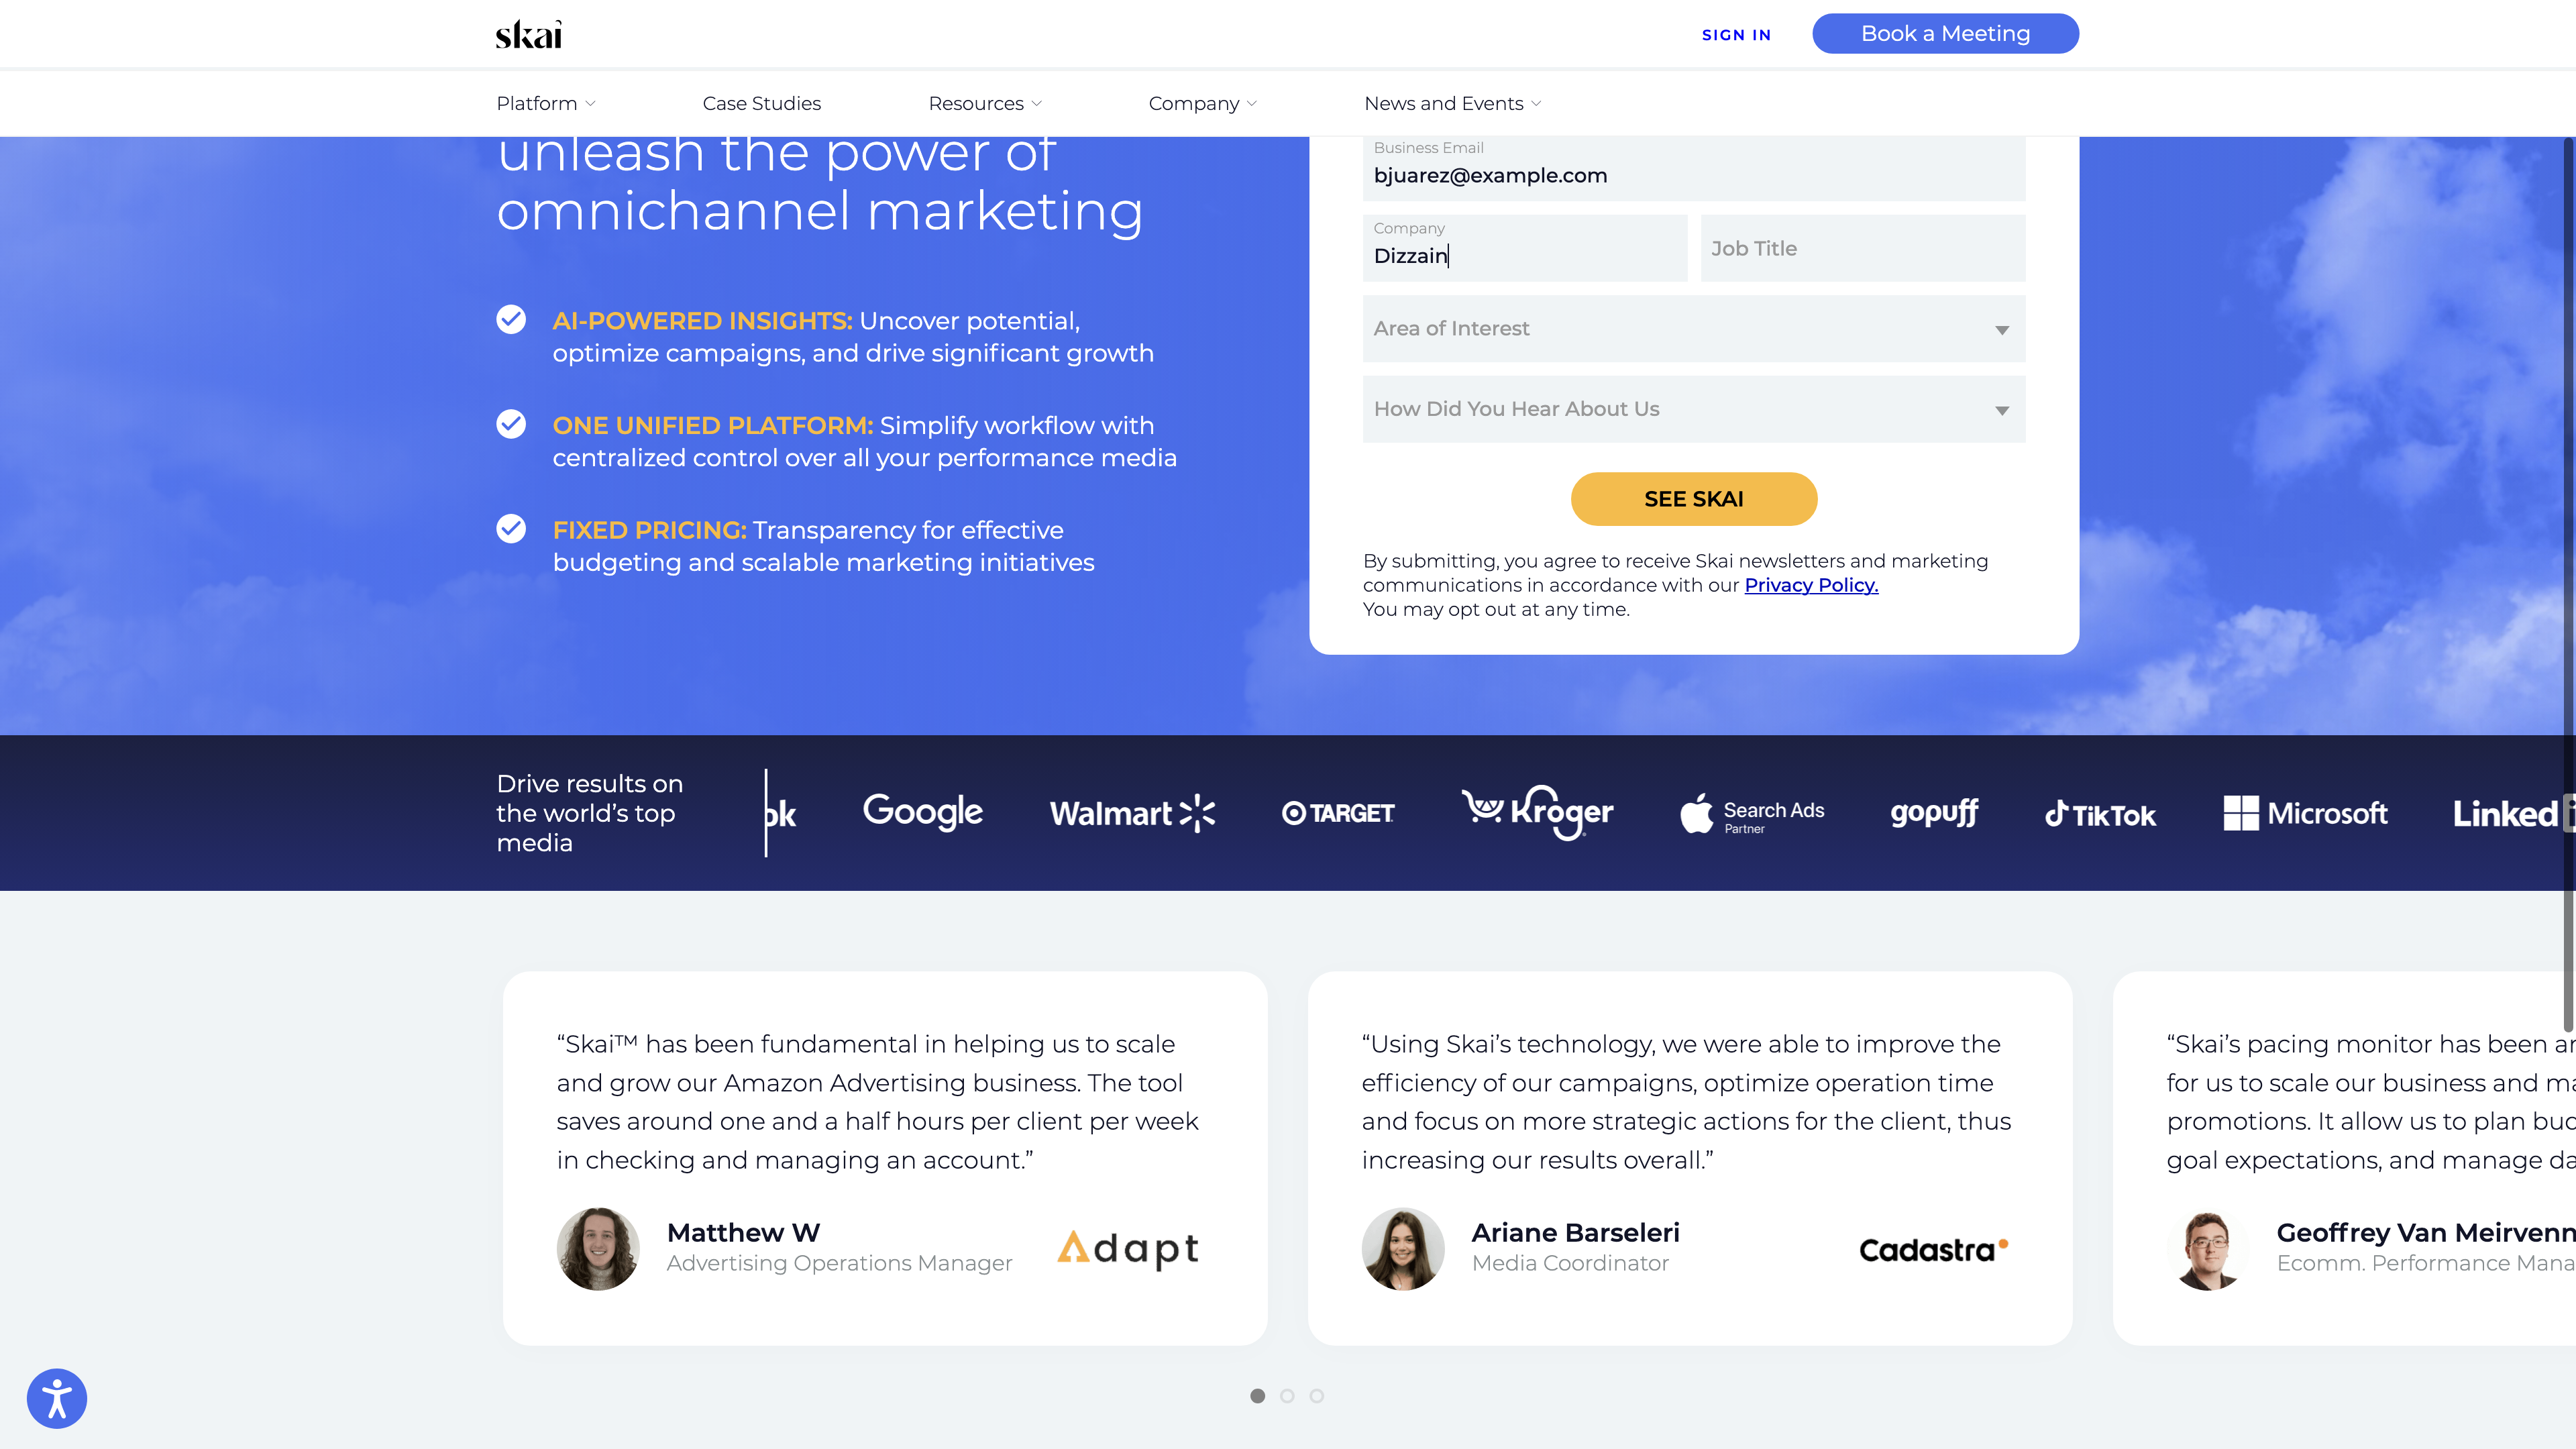 skai
SIGN IN
Book a Meeting
Platform
Case Studies
Resources
Company
News and Events
unleash the power of
omnichannel marketing
AI-POWERED INSIGHTS: Uncover potential,
optimize campaigns, and drive significant growth
ONE UNIFIED PLATFORM: Simplify workflow with
centralized control over all your performance media
FIXED PRICING: Transparency for effective
budgeting and scalable marketing initiatives
Business Email
bjuarez@example.com
Company
Dizzain
Job Title
Area of Interest
How Did You Hear About Us
SEE SKAI
By submitting, you agree to receive Skai newsletters and marketing
communications in accordance with our Privacy Policy.
You may opt out at any time.
Drive results on
the world's top
media
ok
Google
Walmart
TARGET
Kroger
Search Ads
Partner
gopuff
TikTok
Microsoft
Linked
“Skai™ has been fundamental in helping us to scale
and grow our Amazon Advertising business. The tool
saves around one and a half hours per client per week
in checking and managing an account.”
Matthew W
Advertising Operations Manager
Adapt
“Using Skai’s technology, we were able to improve the
efficiency of our campaigns, optimize operation time
and focus on more strategic actions for the client, thus
increasing our results overall.”
Ariane Barseleri
Media Coordinator
Cadastra
“Skai’s pacing monitor has been
for us to scale our business and
promotions. It allow us to plan
goal expectations, and manage
Geoffrey Van
Ecomm. Performance